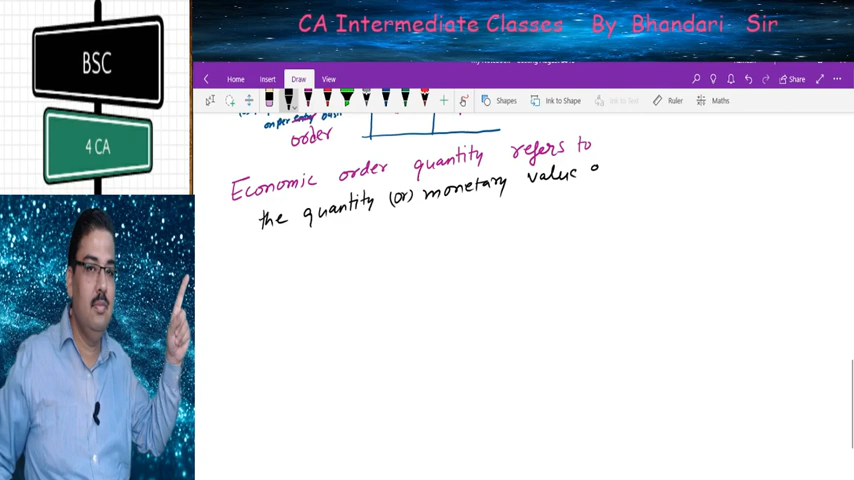 CA Intermediate Classes By Bhandari Sir
BSC
4 CA
Home Insert Draw View
Share
Shapes Ink to Shape Ink to Text Ruler Maths
order
Economic order quantity refers to
the quantity (or) monetary value o